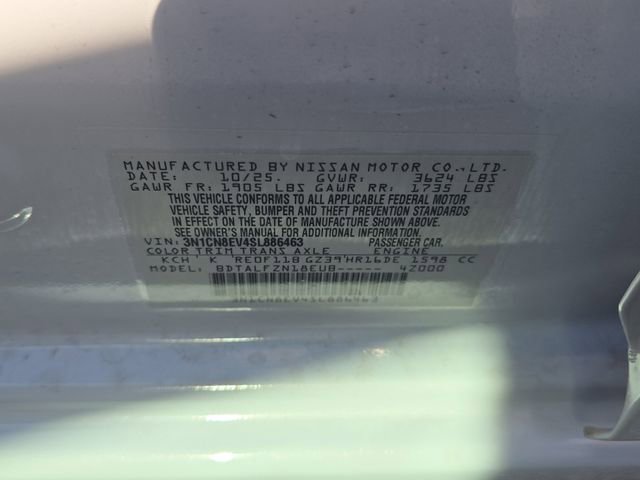 MANUFACTURED BY NISSAN MOTOR CO.,LTD.
DATE: 10/25. GVWR: 3624 LBS
GAWR FR: 1905 LBS GAWR RR: 1735 LBS
THIS VEHICLE CONFORMS TO ALL APPLICABLE FEDERAL MOTOR
VEHICLE SAFETY, BUMPER AND THEFT PREVENTION STANDARDS
IN EFFECT ON THE DATE OF MANUFACTURE SHOWN ABOVE.
SEE OWNER'S MANUAL FOR ADDITIONAL INFORMATION.
VIN: 3N1CN8EV4SL886463 PASSENGER CAR.
COLOR TRIM TRANS AXLE ENGINE
KCH K RE0F11B GZ39 HR16DE 1598 CC
MODEL: BDTALFZN18EUB----- 4Z000
3N1CN8EV4SL886463